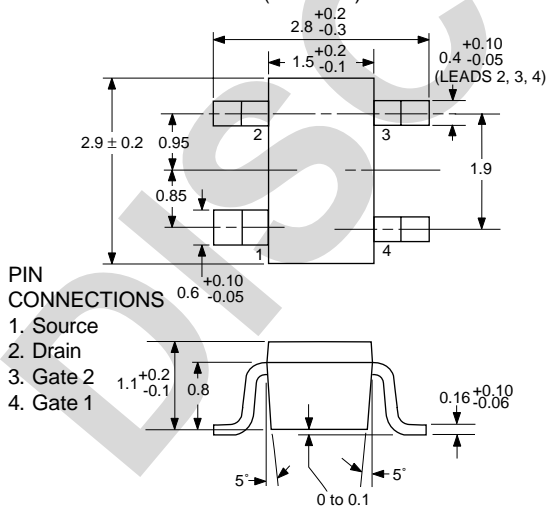 2.8 +0.2 -0.3
1.5 +0.2 -0.1
0.4 +0.10 -0.05
(LEADS 2, 3, 4)
2 3
2.9 ± 0.2 0.95
1.9
0.85
1 4
0.6 +0.10 -0.05
PIN
CONNECTIONS
1. Source
2. Drain
3. Gate 2
4. Gate 1
1.1 +0.2 -0.1
0.8
0.16 +0.10 -0.06
5° 5°
0 to 0.1
DISC